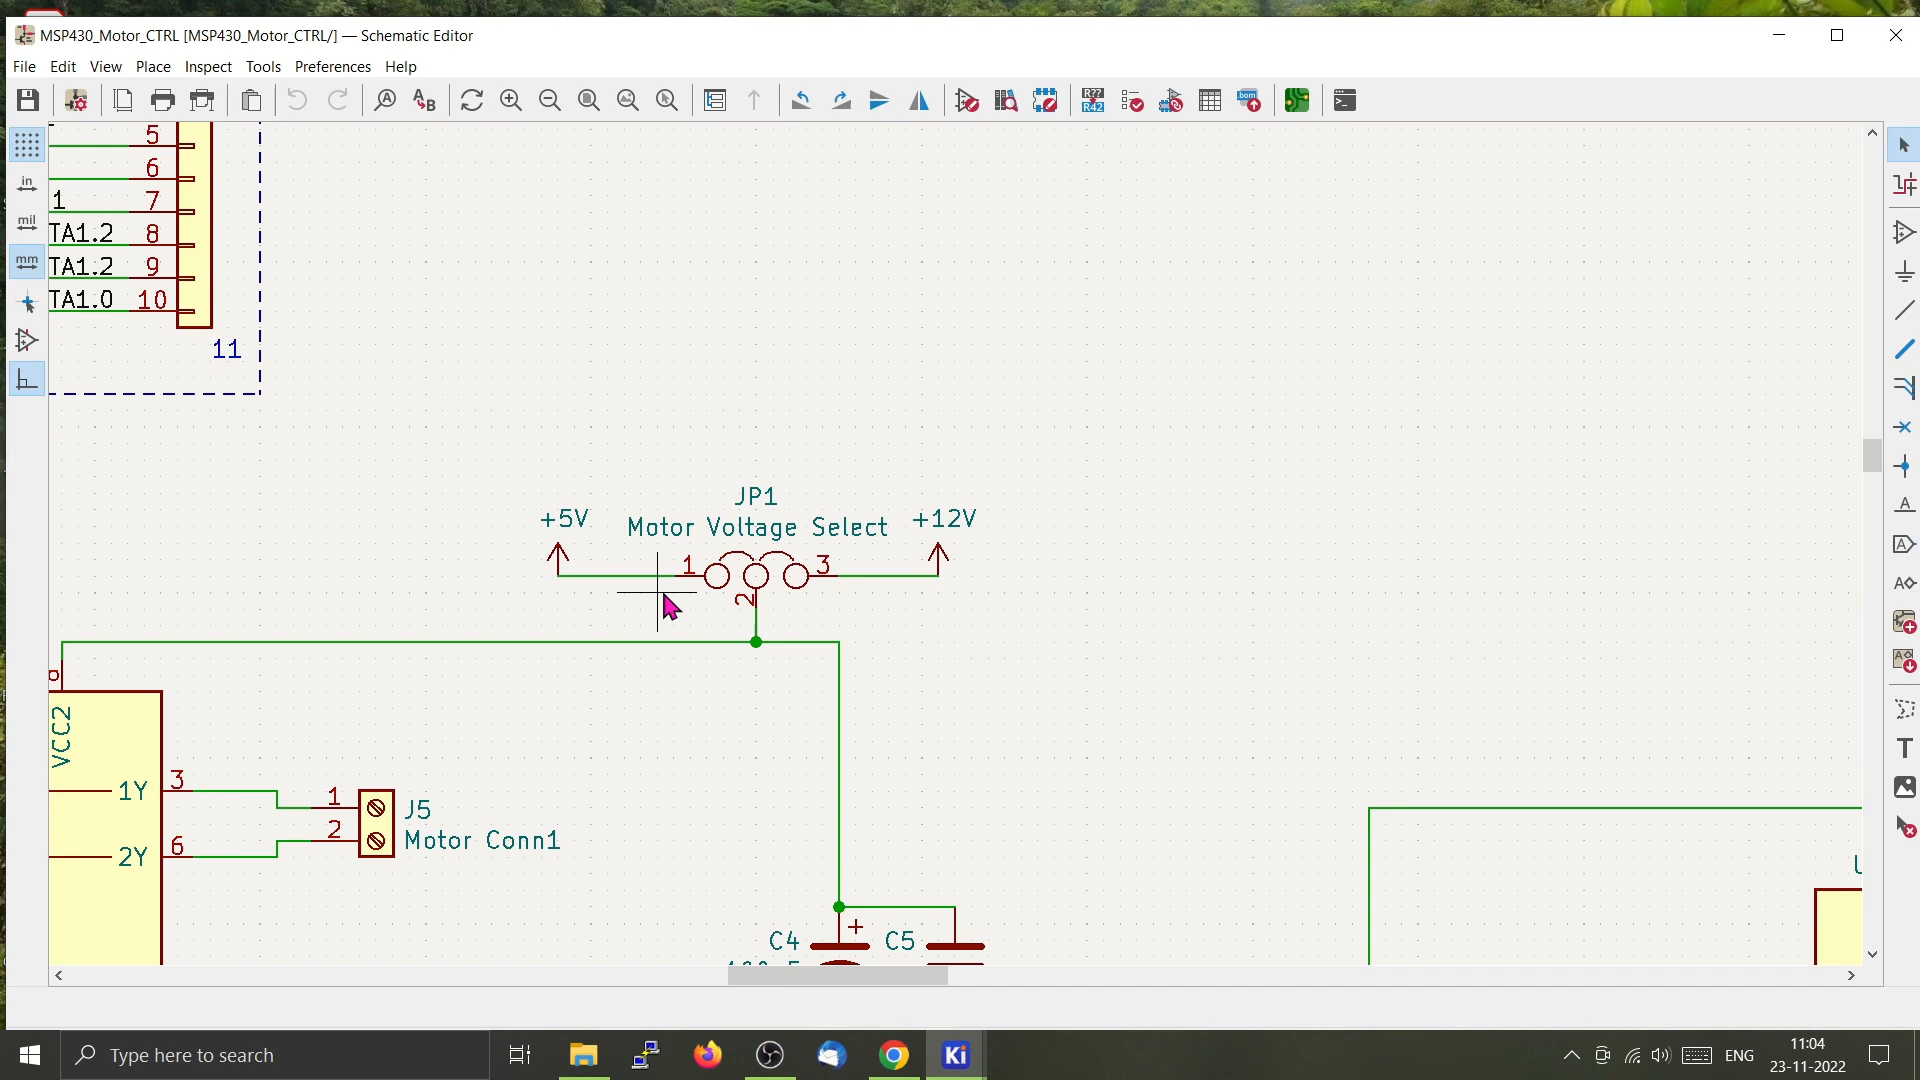 MSP430_Motor_CTRL [MSP430_Motor_CTRL/] — Schematic Editor
File Edit View Place Inspect Tools Preferences Help
in
mil
mm
5
6
1 7
TA1.2 8
TA1.2 9
TA1.0 10
11
JP1
+5V Motor Voltage Select +12V
1 3
2
VCC2
1Y 3
2Y 6
1 J5
2 Motor Conn1
C4 + C5
Type here to search
ENG
11:04
23-11-2022